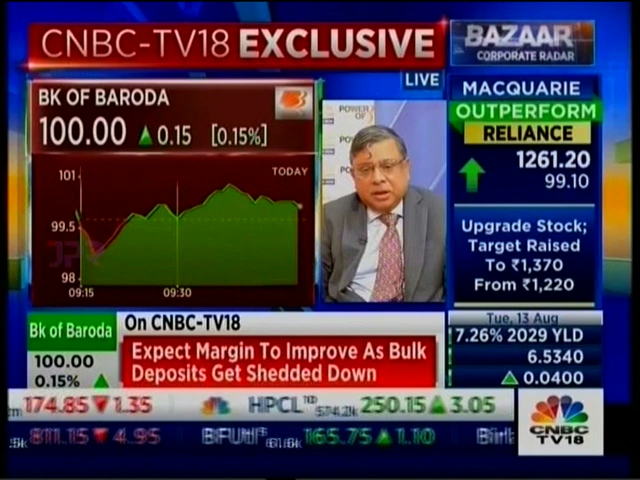 CNBC-TV18 EXCLUSIVE
BAZAAR
CORPORATE RADAR
LIVE
BK OF BARODA
100.00 ▲ 0.15 [0.15%]
POWER OF
TODAY
101
99.5
98
09:15 09:30
MACQUARIE
OUTPERFORM
RELIANCE
1261.20
99.10
Upgrade Stock;
Target Raised
To ₹1,370
From ₹1,220
Tue, 13 Aug
7.26% 2029 YLD
6.5340
▲ 0.0400
Bk of Baroda
100.00
0.15% ▲
On CNBC-TV18
Expect Margin To Improve As Bulk
Deposits Get Shedded Down
174.85 ▼ 1.35 HPCL 250.15 ▲ 3.05
811.15 ▼ 4.95 165.75 ▲ 1.10
CNBC
TV18